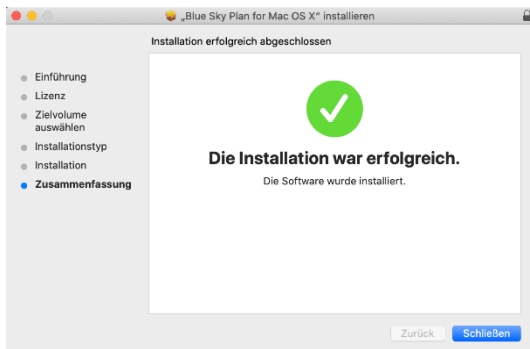 „Blue Sky Plan for Mac OS X“ installieren
Installation erfolgreich abgeschlossen
Einführung
Lizenz
Zielvolume
auswählen
Installationstyp
Installation
Zusammenfassung
Die Installation war erfolgreich.
Die Software wurde installiert.
Zurück
Schließen